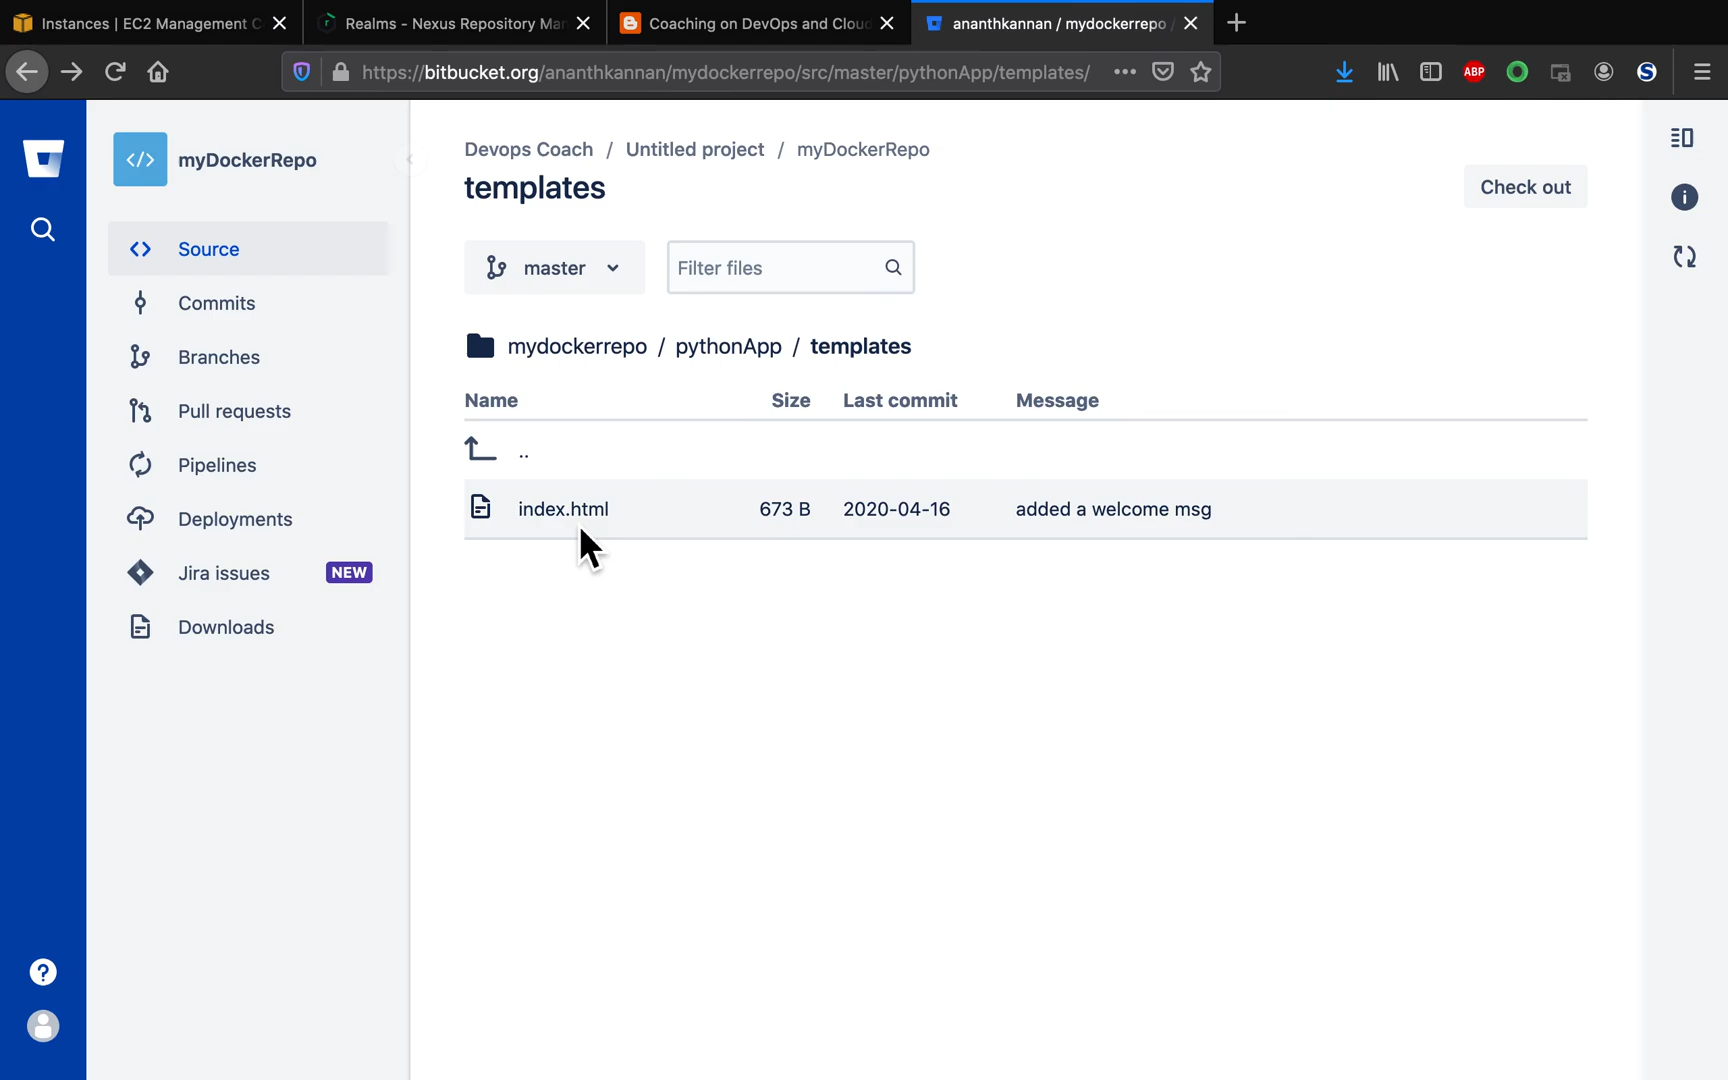 Instances | EC2 Management C
Realms - Nexus Repository Man
Coaching on DevOps and Cloud
ananthkannan / mydockerrepo /
https://bitbucket.org/ananthkannan/mydockerrepo/src/master/pythonApp/templates/
ABP
S
myDockerRepo
Source
Commits
Branches
Pull requests
Pipelines
Deployments
Jira issues NEW
Downloads
Devops Coach / Untitled project / myDockerRepo
templates
Check out
master
Filter files
mydockerrepo / pythonApp / templates
Name Size Last commit Message
..
index.html 673 B 2020-04-16 added a welcome msg